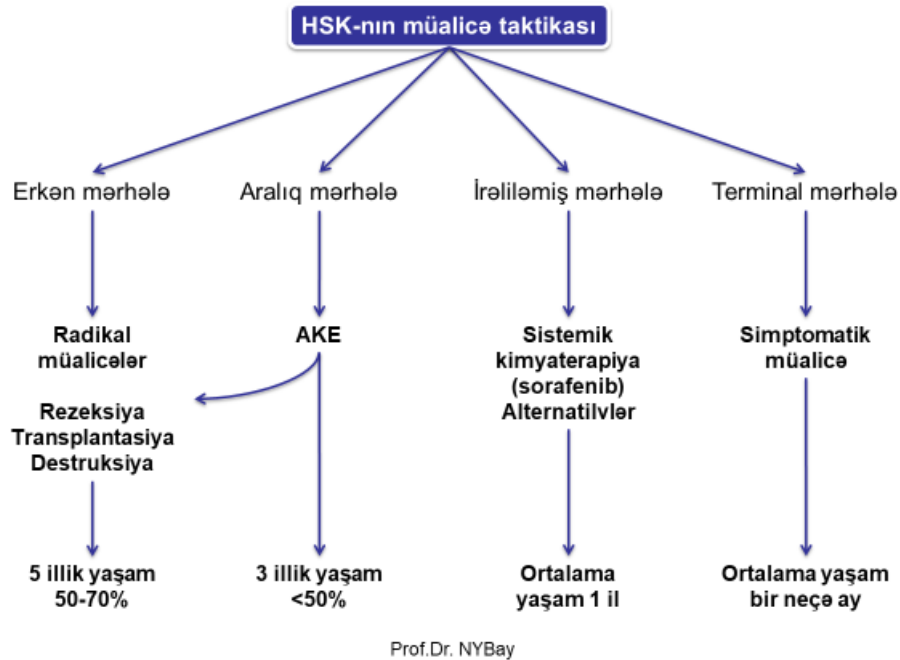 HSK-nın müalicə taktikası
Erkən mərhələ
Aralıq mərhələ
İrəliləmiş mərhələ
Terminal mərhələ
Radikal
müalicələr
Rezeksiya
Transplantasiya
Destruksiya
AKE
Sistemik
kimyaterapiya
(sorafenib)
Alternatilvlər
Simptomatik
müalicə
5 illik yaşam
50-70%
3 illik yaşam
<50%
Ortalama
yaşam 1 il
Ortalama yaşam
bir neçə ay
Prof.Dr. NYBay